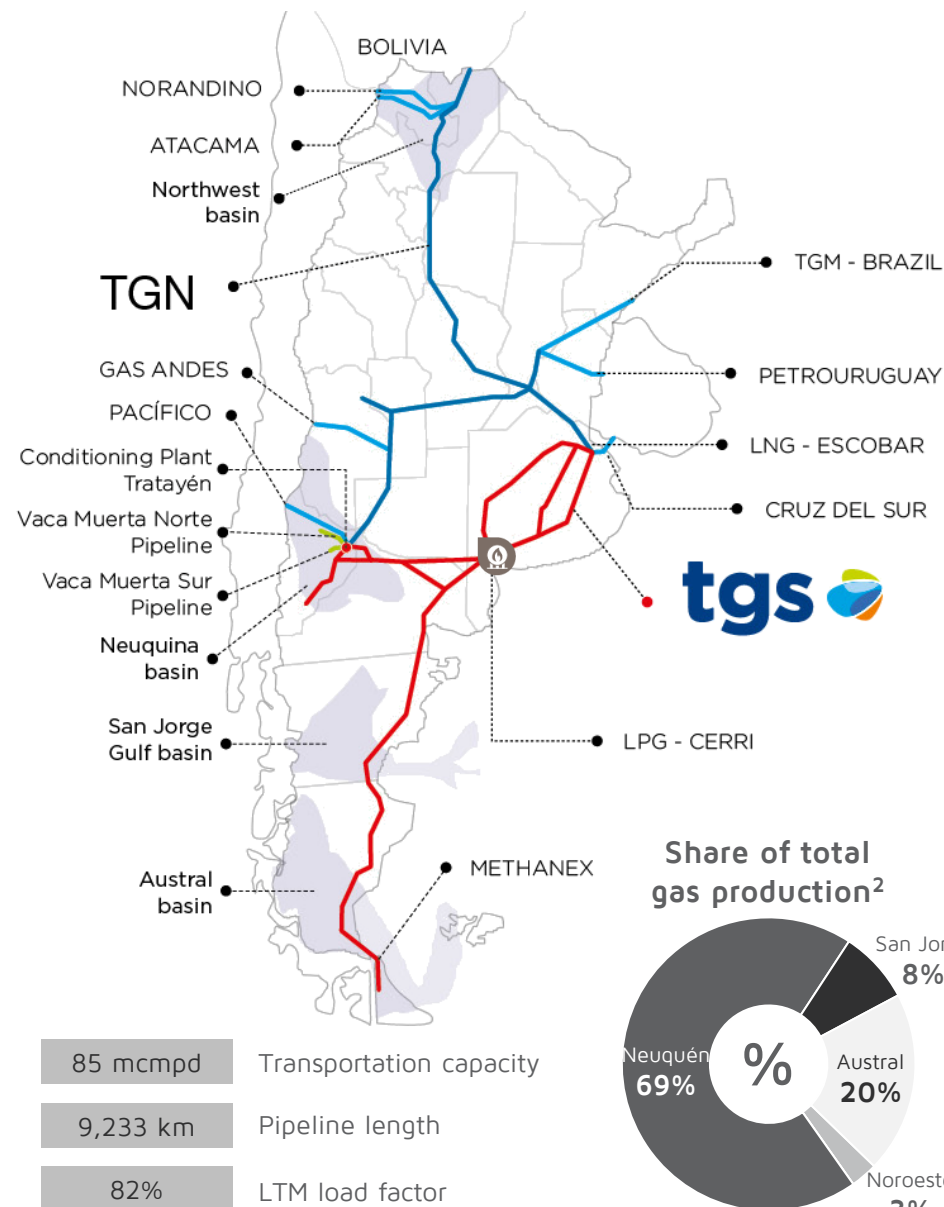 BOLIVIA
NORANDINO
ATACAMA
Northwest
basin
TGN
TGM - BRAZIL
GAS ANDES
PETROURUGUAY
PACÍFICO
LNG - ESCOBAR
Conditioning Plant
Tratayén
CRUZ DEL SUR
Vaca Muerta Norte
Pipeline
Vaca Muerta Sur
Pipeline
tgs
Neuquina
basin
San Jorge
Gulf basin
LPG - CERRI
METHANEX
Austral
basin
Share of total
gas production²
San Jor
8%
Neuquén
69%
%
Austral
20%
Noroeste
85 mcmpd Transportation capacity
9,233 km Pipeline length
82% LTM load factor